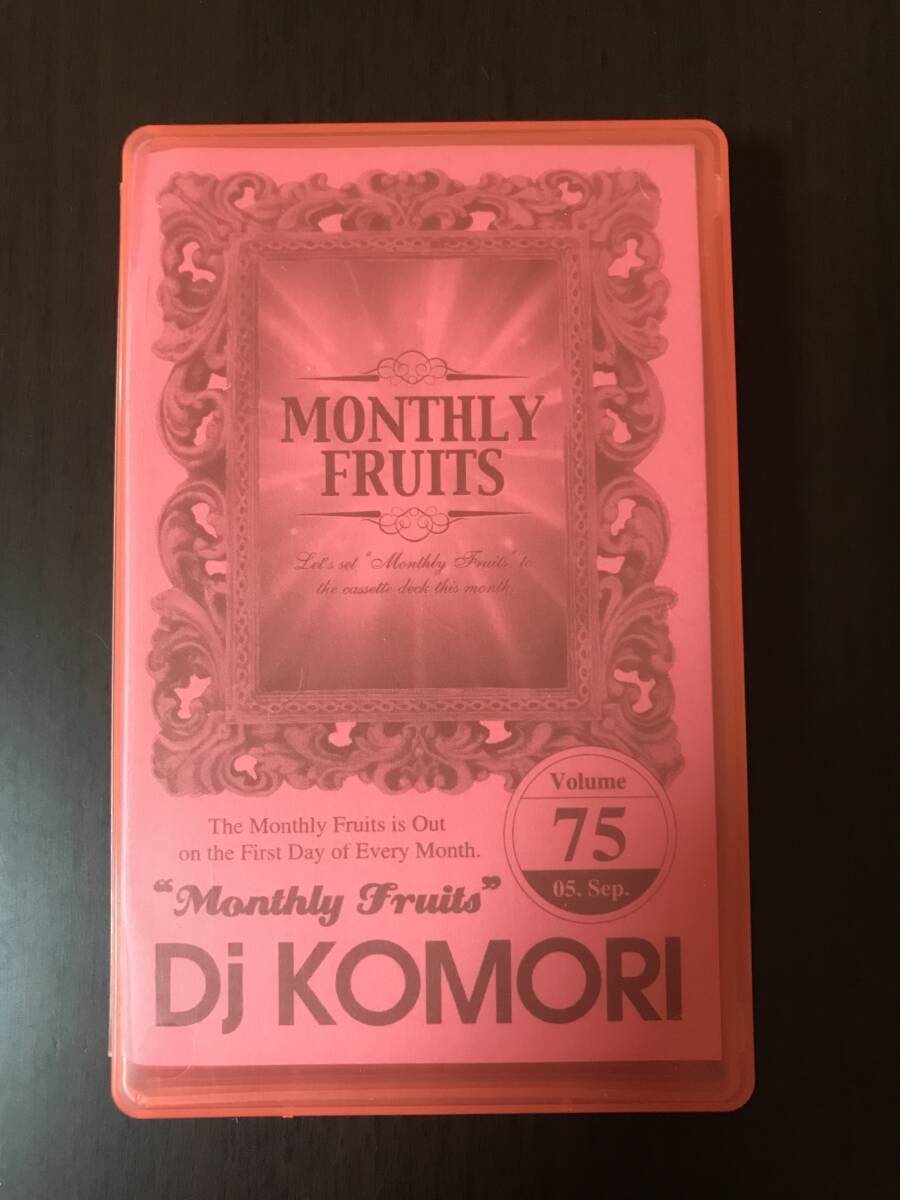 MONTHLY
FRUITS
Let's set "Monthly Fruits" to
the cassette deck this month.
Volume
75
05. Sep.
The Monthly Fruits is Out
on the First Day of Every Month.
“Monthly Fruits”
Dj KOMORI